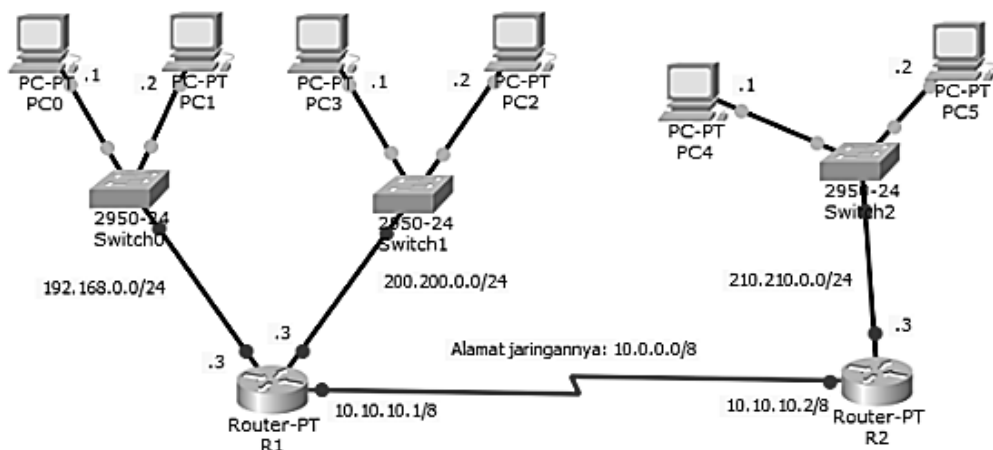 PC-PT
PC0
.1
.2
PC-PT
PC1
PC-PT
PC3
.1
.2
PC-PT
PC2
.1
PC-PT
PC4
.2
PC-PT
PC5
2950-24
Switch0
2950-24
Switch1
2950-24
Switch2
192.168.0.0/24
200.200.0.0/24
210.210.0.0/24
.3
.3
.3
Alamat jaringannya: 10.0.0.0/8
10.10.10.1/8
10.10.10.2/8
Router-PT
R1
Router-PT
R2